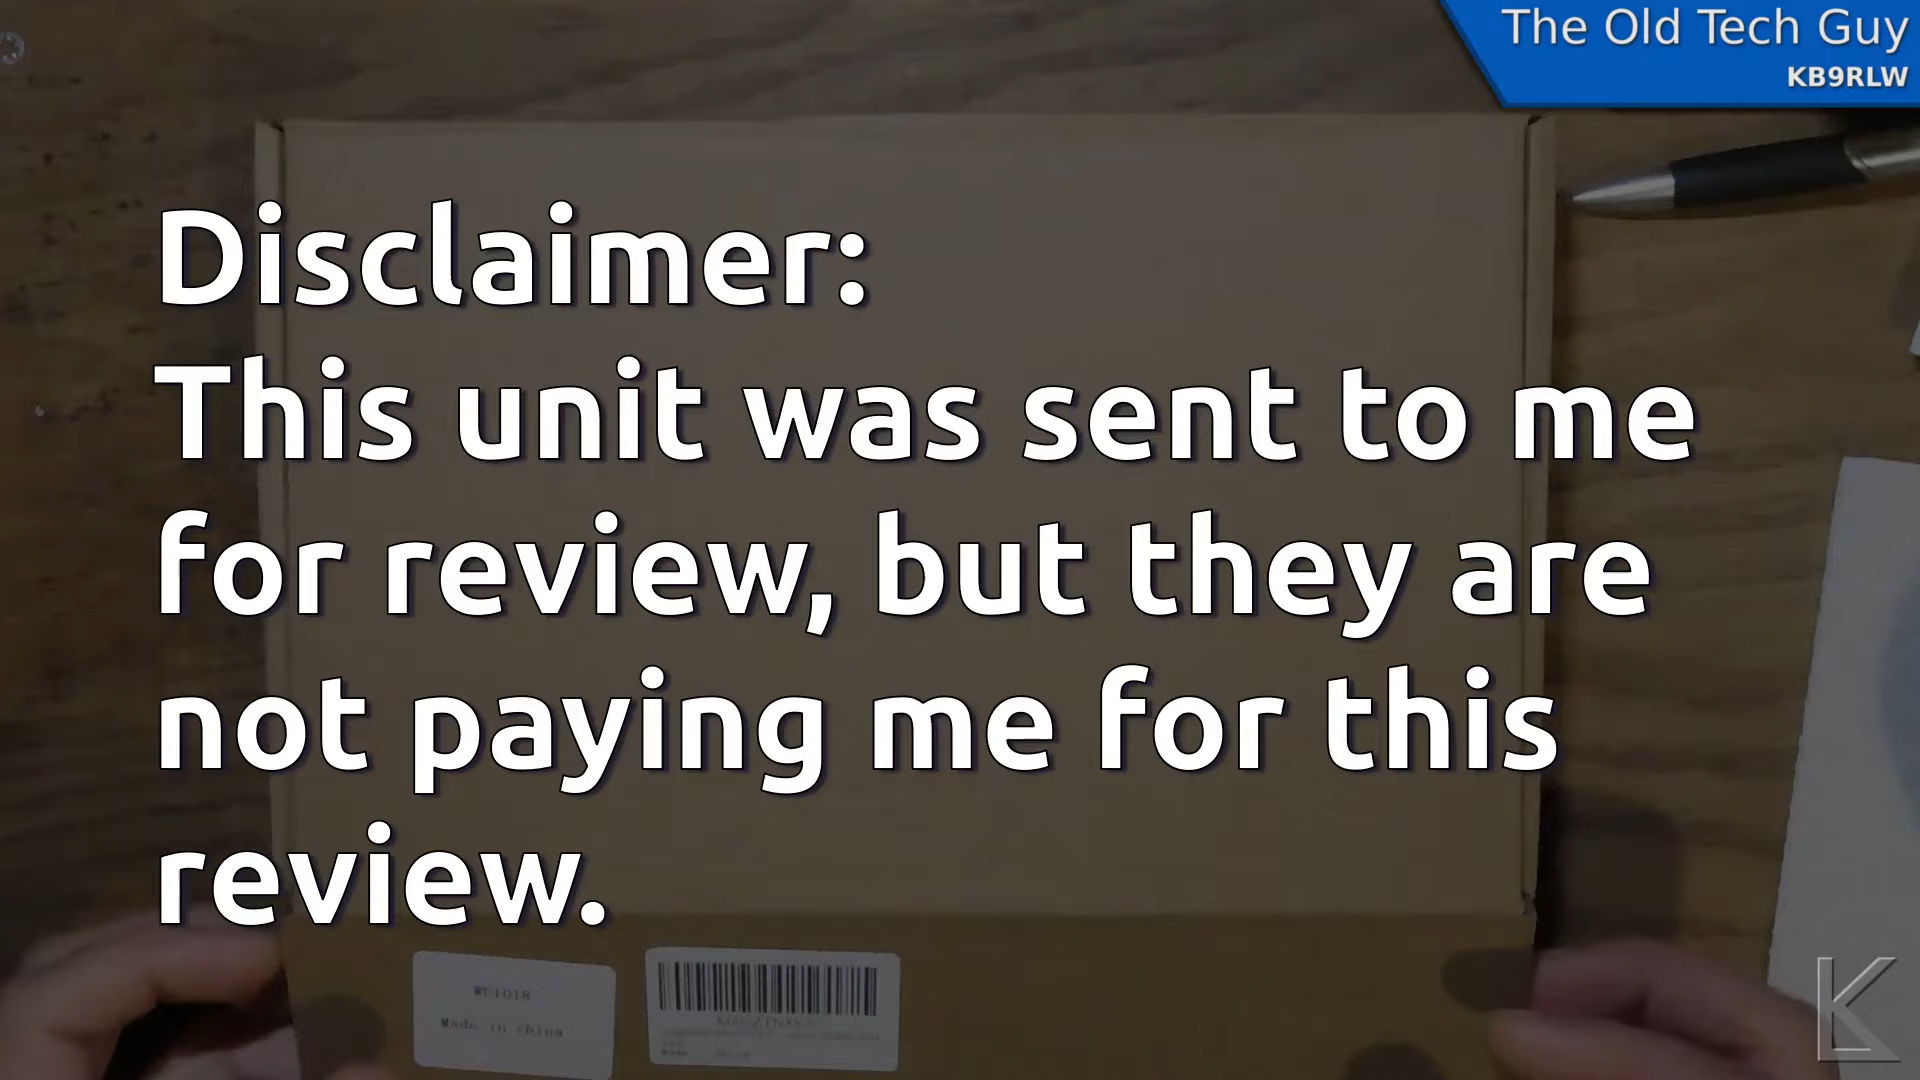 The Old Tech Guy
KB9RLW
Disclaimer:
This unit was sent to me
for review, but they are
not paying me for this
review.
Made in china